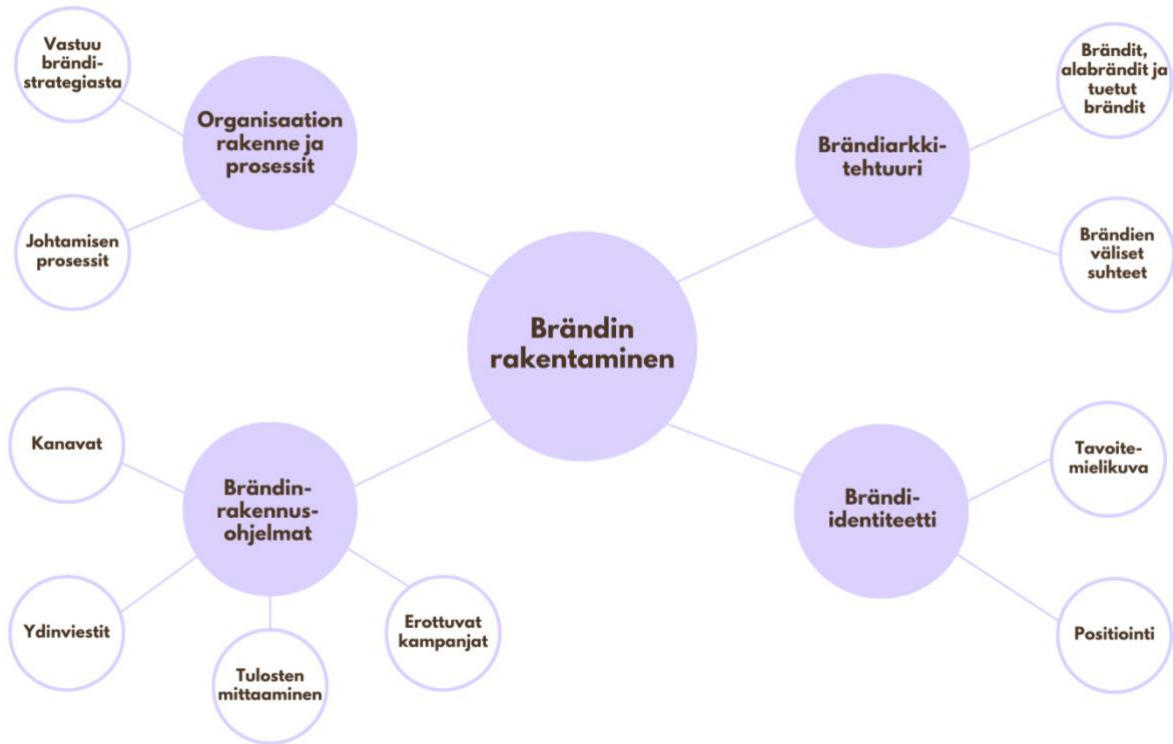 Vastuu
brändi-
strategiasta
Organisaation
rakenne ja
prosessit
Johtamisen
prosessit
Brändit,
alabrändit ja
tuetut
brändit
Brändiarkki-
tehtuuri
Brändien
väliset
suhteet
Brändin
rakentaminen
Kanavat
Brändin-
rakennus-
ohjelmat
Ydinviestit
Tulosten
mittaaminen
Erottuvat
kampanjat
Tavoite-
mielikuva
Brändi-
identiteetti
Positiointi